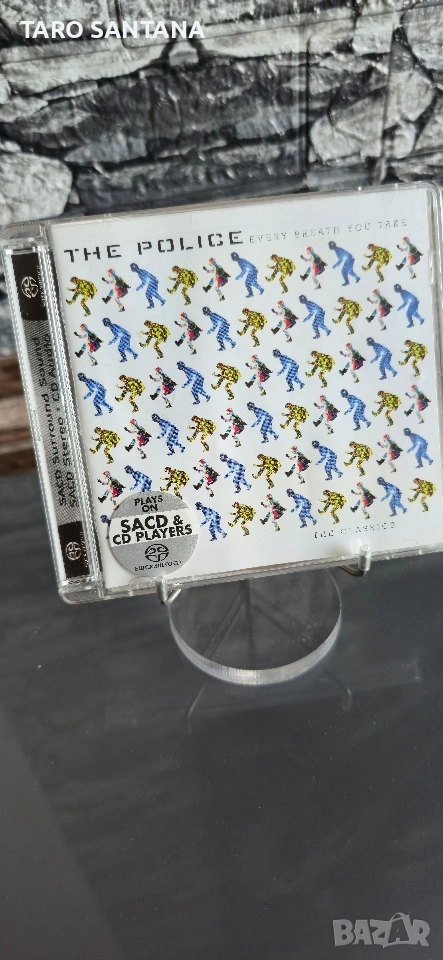 TARO SANTANA
THE POLICE EVERY BREATH YOU TAKE
SACD Surround Sound
SACD Stereo + CD Audio
PLAYS
ON
SACD &
CD PLAYERS
THE CLASSICS
BAZAR